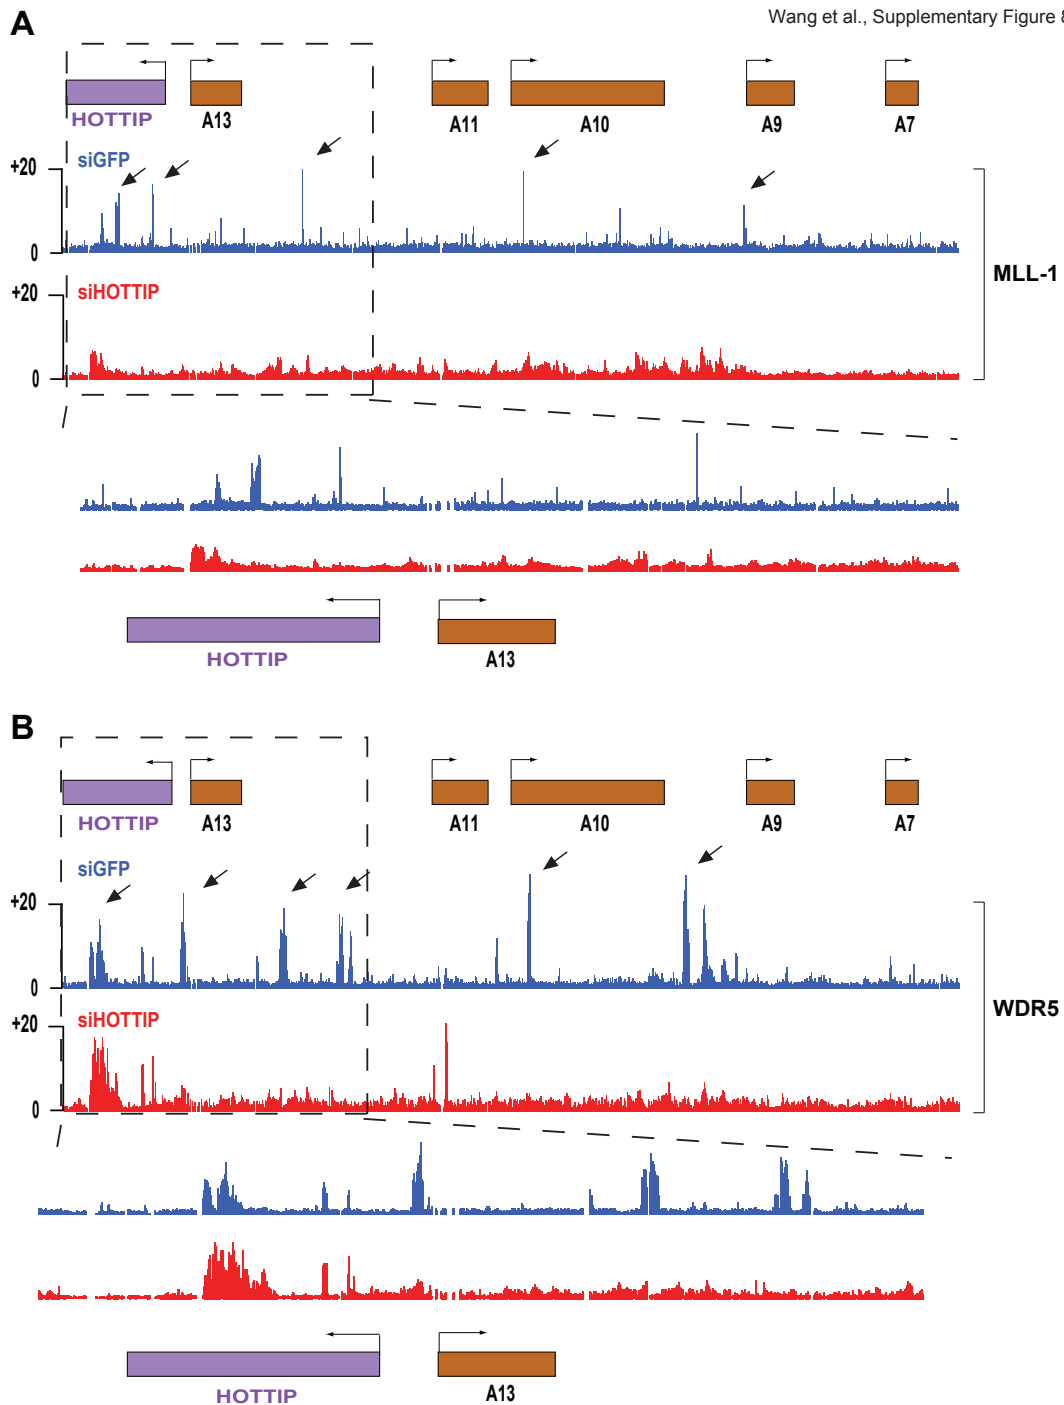 Wang et al., Supplementary Figure 8
A
HOTTIP
A13
A11
A10
A9
A7
siGFP
+20
0
siHOTTIP
+20
0
MLL-1
HOTTIP
A13
B
HOTTIP
A13
A11
A10
A9
A7
siGFP
+20
0
siHOTTIP
+20
0
WDR5
HOTTIP
A13